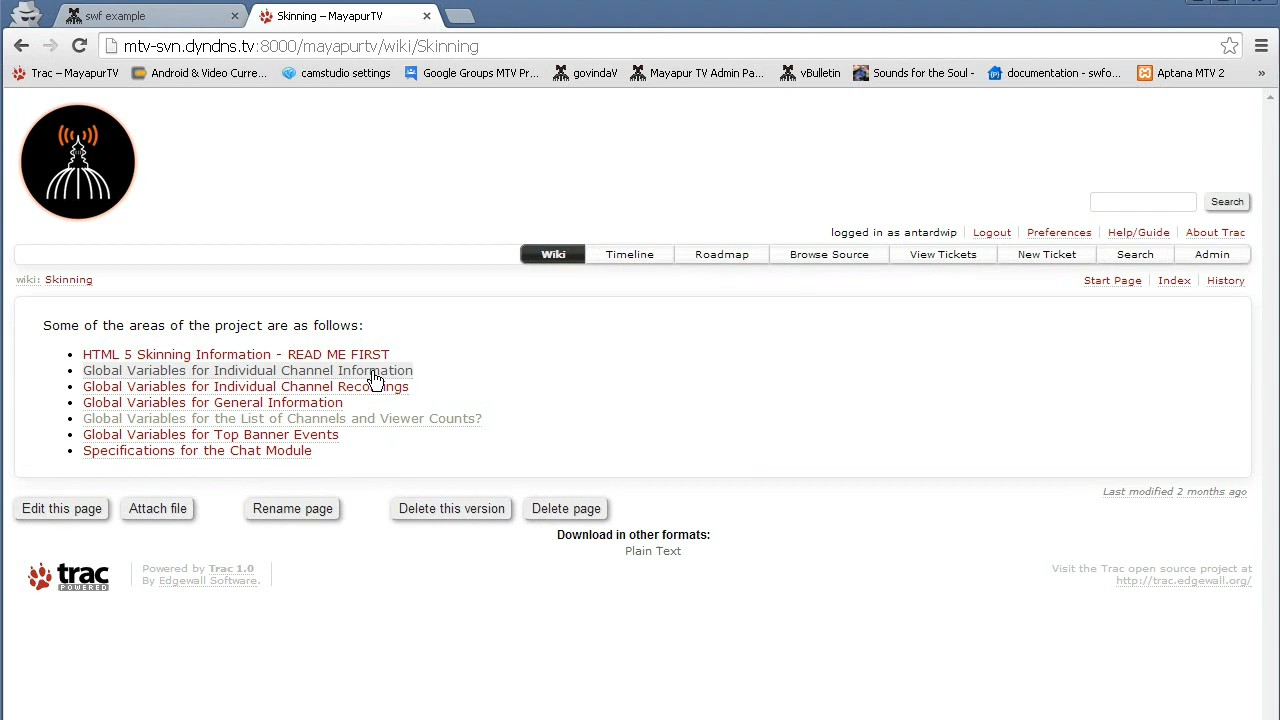 swf example
Skinning – MayapurTV
mtv-svn.dyndns.tv:8000/mayapurtv/wiki/Skinning
Trac – MayapurTV
Android & Video Curre...
camstudio settings
Google Groups MTV Pr...
govindaV
Mayapur TV Admin Pa...
vBulletin
Sounds for the Soul -
documentation - swfo...
Aptana MTV 2
»
Search
logged in as antardwip
Logout
Preferences
Help/Guide
About Trac
Wiki
Timeline
Roadmap
Browse Source
View Tickets
New Ticket
Search
Admin
wiki: Skinning
Start Page
Index
History
Some of the areas of the project are as follows:
HTML 5 Skinning Information - READ ME FIRST
Global Variables for Individual Channel Information
Global Variables for Individual Channel Recordings
Global Variables for General Information
Global Variables for the List of Channels and Viewer Counts?
Global Variables for Top Banner Events
Specifications for the Chat Module
Last modified 2 months ago
Edit this page
Attach file
Rename page
Delete this version
Delete page
Download in other formats:
Plain Text
trac
POWERED
Powered by Trac 1.0
By Edgewall Software.
Visit the Trac open source project at
http://trac.edgewall.org/